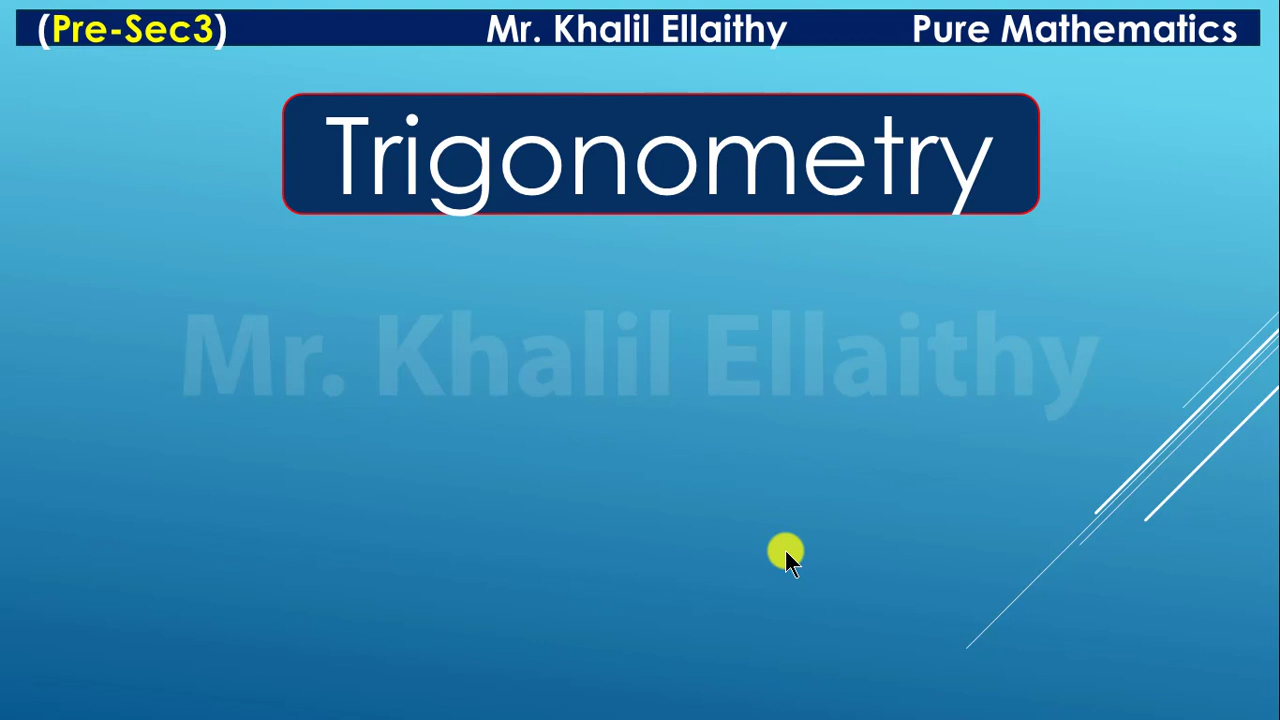 (Pre-Sec3) Mr. Khalil Ellaithy Pure Mathematics
Trigonometry
Mr. Khalil Ellaithy